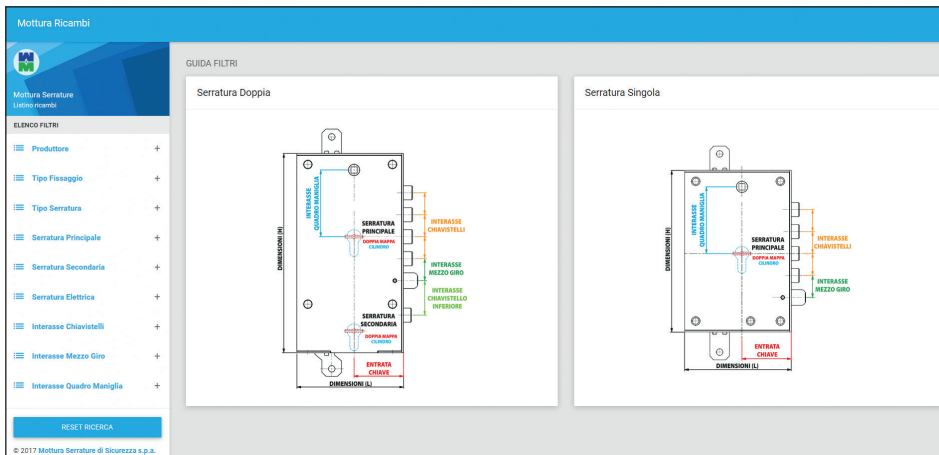 Mottura Ricambi
Mottura Serrature
Listino ricambi
ELENCO FILTRI
Produttore +
Tipo Fissaggio +
Tipo Serratura +
Serratura Principale +
Serratura Secondaria +
Serratura Elettrica +
Interasse Chiavistelli +
Interasse Mezzo Giro +
Interasse Quadro Maniglia +
RESET RICERCA
© 2017 Mottura Serrature di Sicurezza s.p.a.
GUIDA FILTRI
Serratura Doppia
DIMENSIONI (H)
INTERASSE
QUADRO MANIGLIA
SERRATURA
PRINCIPALE
DOPPIA MAPPA
CILINDRO
INTERASSE
CHIAVISTELLI
INTERASSE
MEZZO GIRO
INTERASSE
CHIAVISTELLO
INFERIORE
SERRATURA
SECONDARIA
DOPPIA MAPPA
CILINDRO
ENTRATA
CHIAVE
DIMENSIONI (L)
Serratura Singola
DIMENSIONI (H)
INTERASSE
QUADRO MANIGLIA
SERRATURA
PRINCIPALE
DOPPIA MAPPA
CILINDRO
INTERASSE
CHIAVISTELLI
INTERASSE
MEZZO GIRO
ENTRATA
CHIAVE
DIMENSIONI (L)